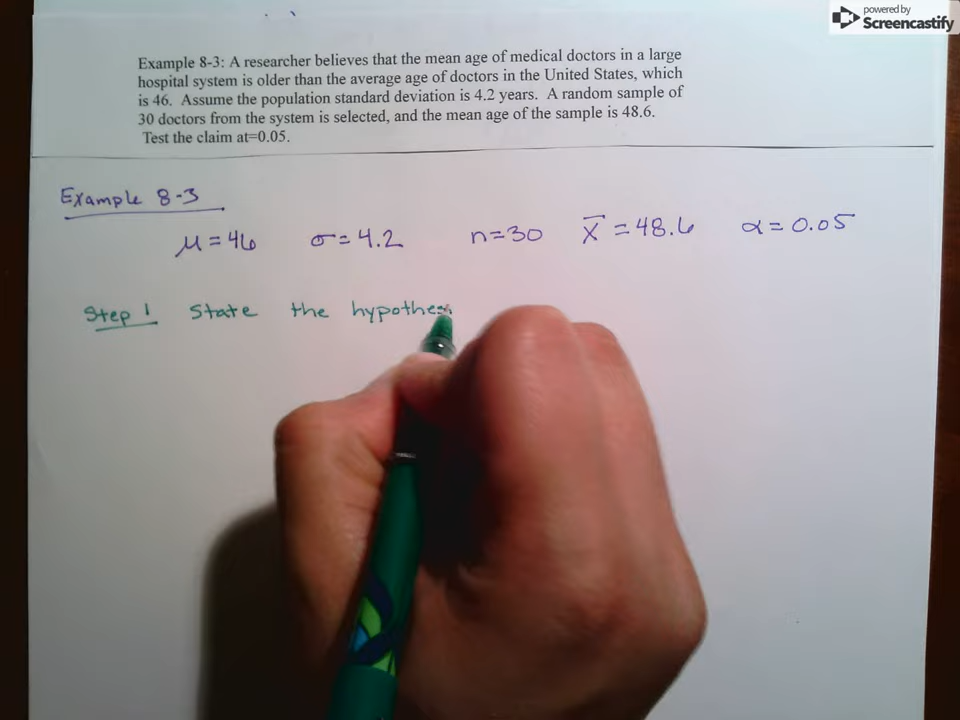 powered by
Screencastify
Example 8-3: A researcher believes that the mean age of medical doctors in a large
hospital system is older than the average age of doctors in the United States, which
is 46. Assume the population standard deviation is 4.2 years. A random sample of
30 doctors from the system is selected, and the mean age of the sample is 48.6.
Test the claim at=0.05.
Example 8-3
μ=46 σ=4.2 n=30 x̄=48.6 α=0.05
Step 1 State the hypothes